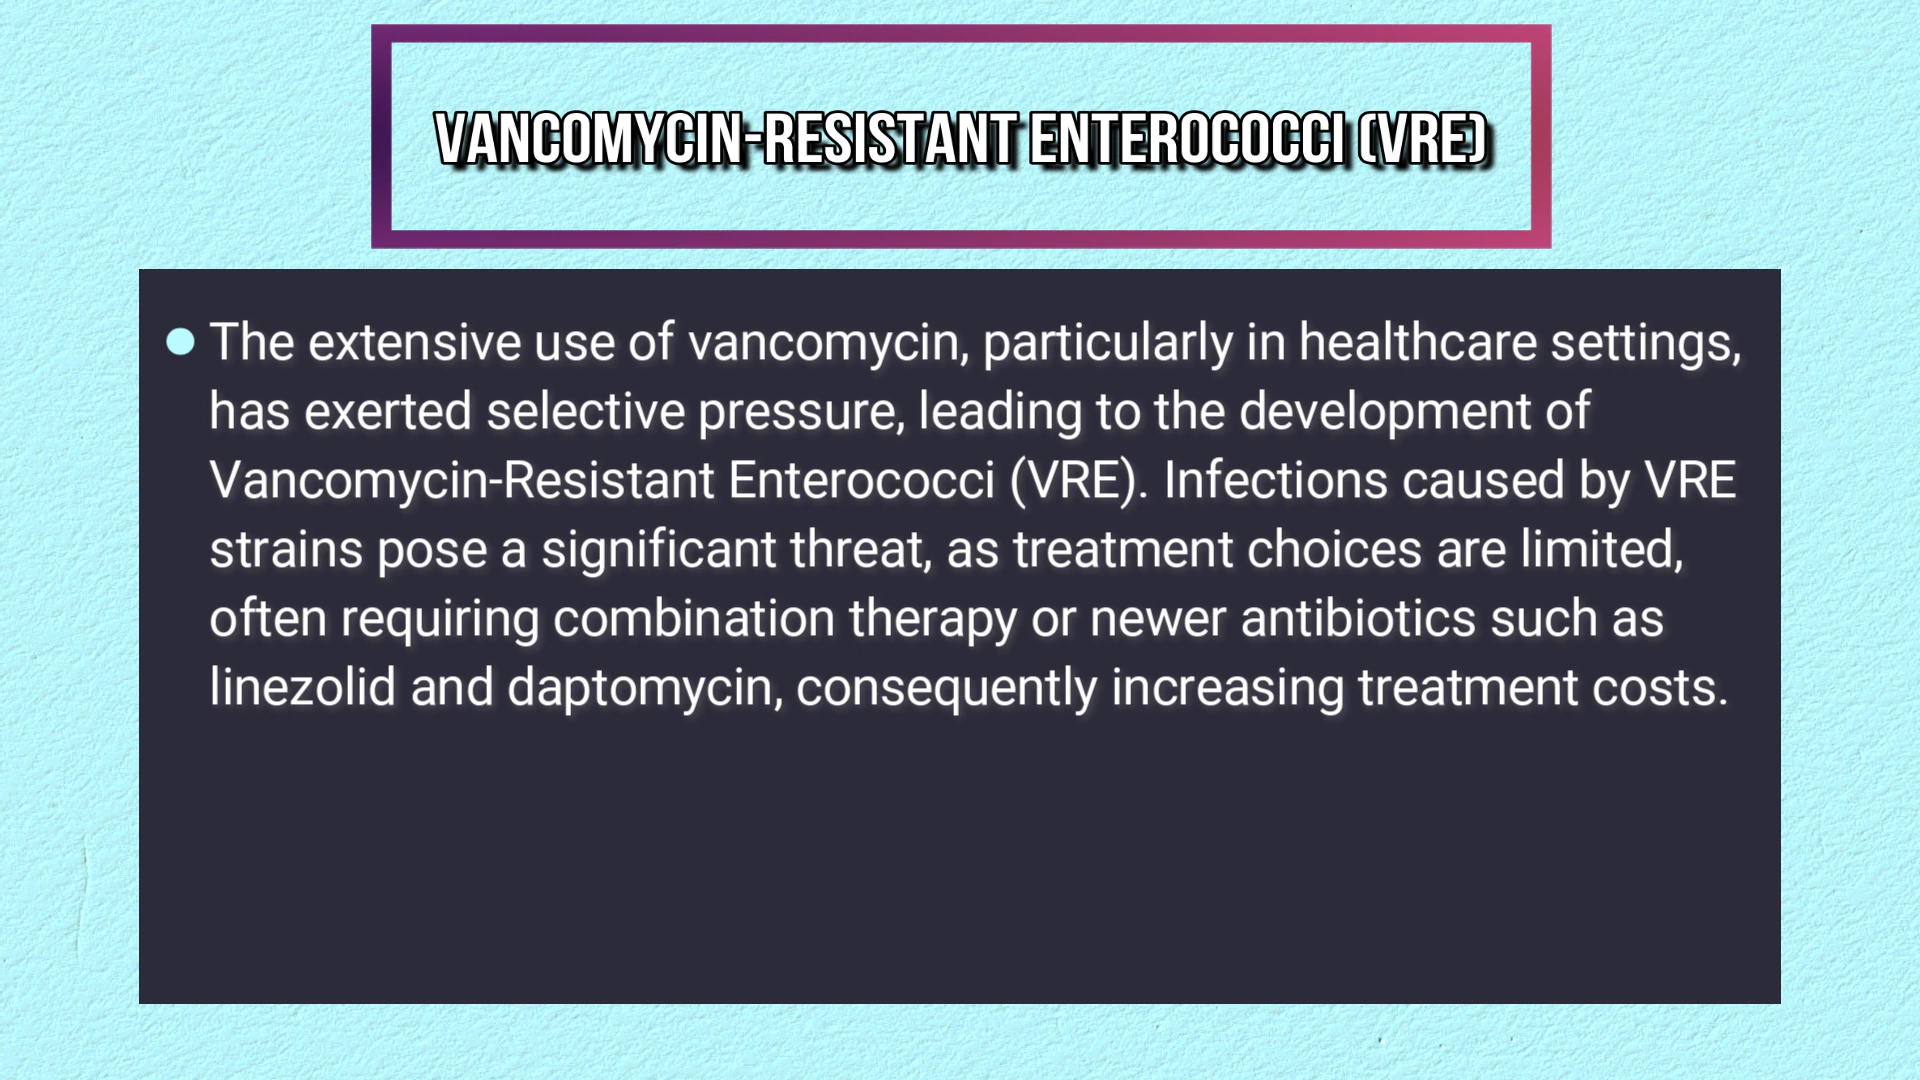 VANCOMYCIN-RESISTANT ENTEROCOCCI (VRE)
The extensive use of vancomycin, particularly in healthcare settings,
has exerted selective pressure, leading to the development of
Vancomycin-Resistant Enterococci (VRE). Infections caused by VRE
strains pose a significant threat, as treatment choices are limited,
often requiring combination therapy or newer antibiotics such as
linezolid and daptomycin, consequently increasing treatment costs.